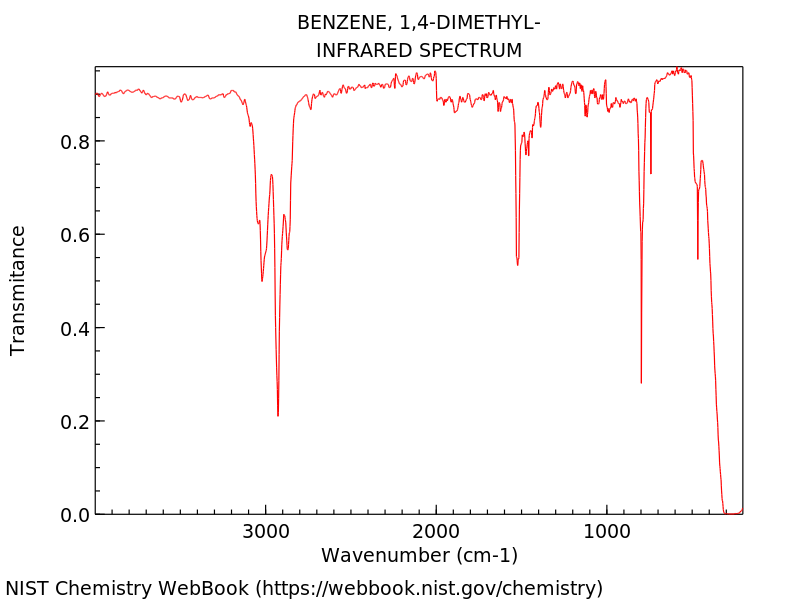 BENZENE, 1,4-DIMETHYL-
INFRARED SPECTRUM
Transmitance
0.8
0.6
0.4
0.2
0.0
3000 2000 1000
Wavenumber (cm-1)
NIST Chemistry WebBook (https://webbook.nist.gov/chemistry)